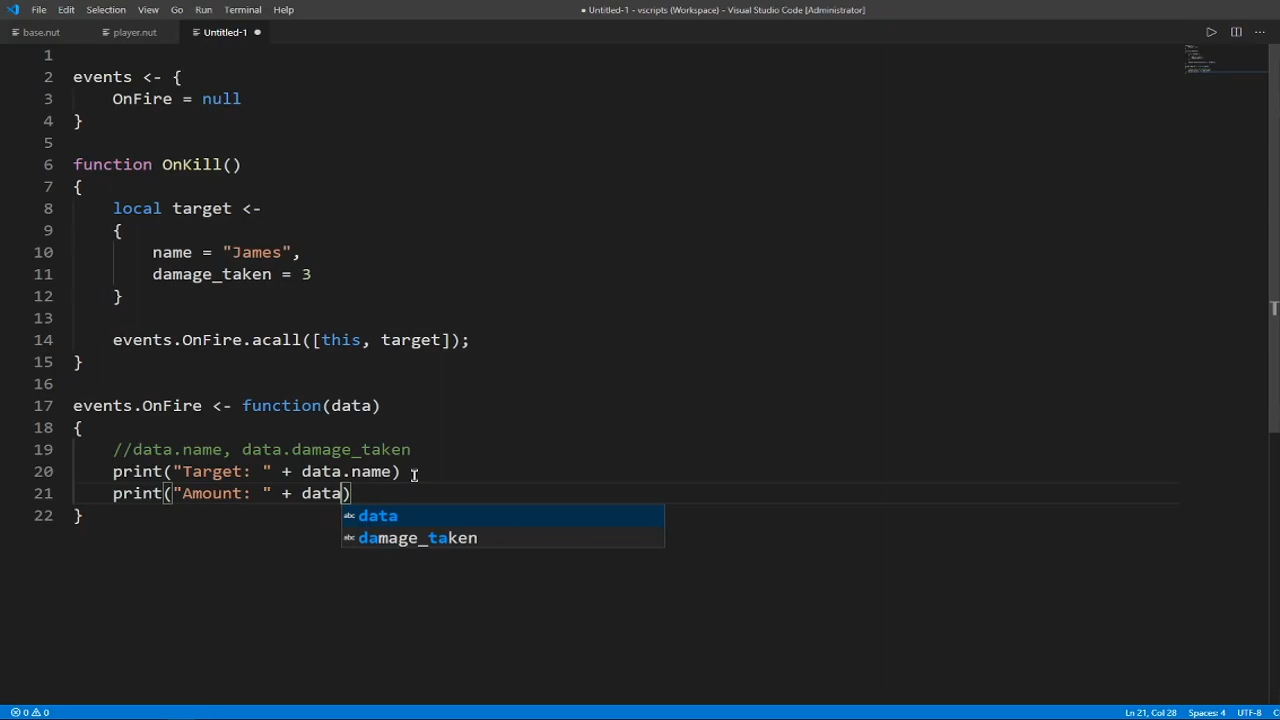 File Edit Selection View Go Run Terminal Help ● Untitled-1 - vscripts (Workspace) - Visual Studio Code [Administrator]
base.nut player.nut Untitled-1 ●
1
2 events <- {
3 OnFire = null
4 }
5
6 function OnKill()
7 {
8 local target <-
9 {
10 name = "James",
11 damage_taken = 3
12 }
13
14 events.OnFire.acall([this, target]);
15 }
16
17 events.OnFire <- function(data)
18 {
19 //data.name, data.damage_taken
20 print("Target: " + data.name)
21 print("Amount: " + data)
abc data
22 }
abc damage_taken
0 0 Ln 21, Col 28 Spaces: 4 UTF-8 C